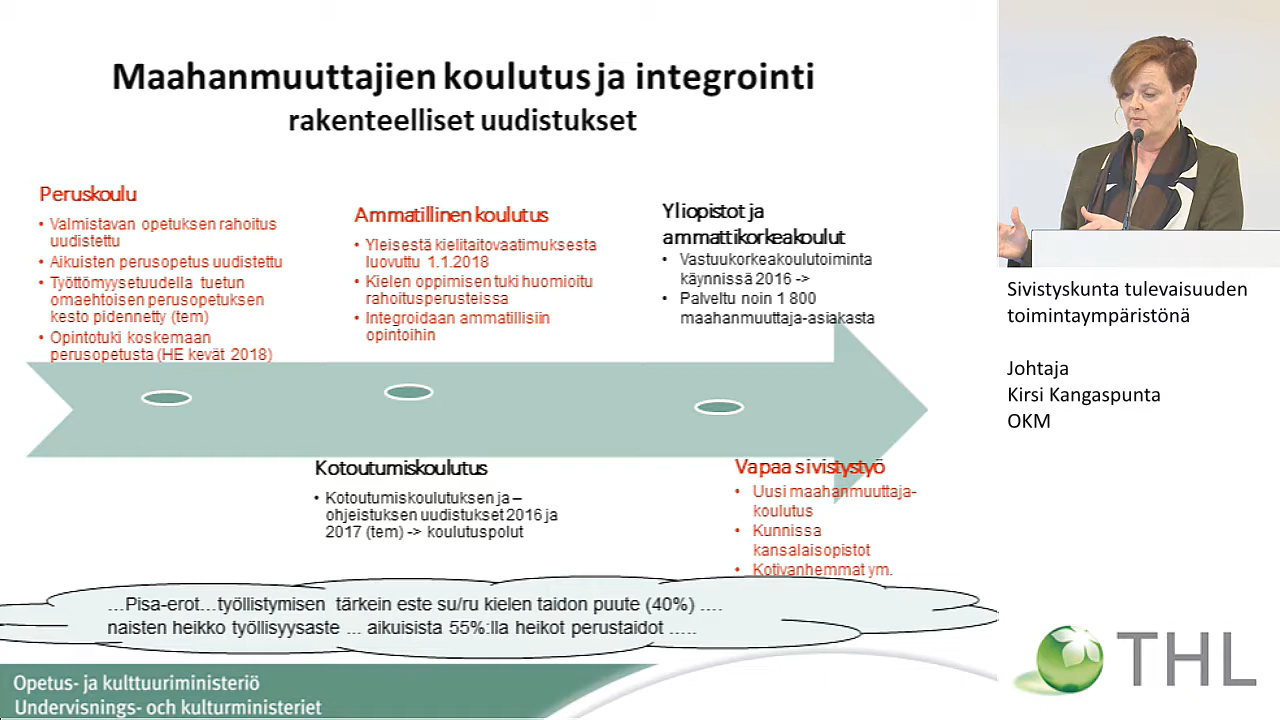 Maahanmuuttajien koulutus ja integrointi
rakenteelliset uudistukset
Peruskoulu
• Valmistavan opetuksen rahoitus
uudistettu
• Aikuisten perusopetus uudistettu
• Työttömyysetuudella tuetun
omaehtoisen perusopetuksen
kesto pidennetty (tem)
• Opintotuki koskemaan
perusopetusta (HE kevät 2018)
Ammatillinen koulutus
• Yleisestä kielitaitovaatimuksesta
luovuttu 1.1.2018
• Kielen oppimisen tuki huomioitu
rahoitusperusteissa
• Integroidaan ammatillisiin
opintoihin
Yliopistot ja
ammattikorkeakoulut
• Vastuukorkeakoulutoiminta
käynnissä 2016 ->
• Palveltu noin 1 800
maahanmuuttaja-asiakasta
Kotoutumiskoulutus
• Kotoutumiskoulutuksen ja –
ohjeistuksen uudistukset 2016 ja
2017 (tem) -> koulutuspolut
Vapaa sivistystyö
• Uusi maahanmuuttaja-
koulutus
• Kunnissa
kansalaisopistot
• Kotivanhemmat ym.
…Pisa-erot…työllistymisen tärkein este su/ru kielen taidon puute (40%) ….
naisten heikko työllisyysaste ... aikuisista 55%:lla heikot perustaidot …..
Opetus- ja kulttuuriministeriö
Undervisnings- och kulturministeriet
Sivistyskunta tulevaisuuden
toimintaympäristönä
Johtaja
Kirsi Kangaspunta
OKM
THL